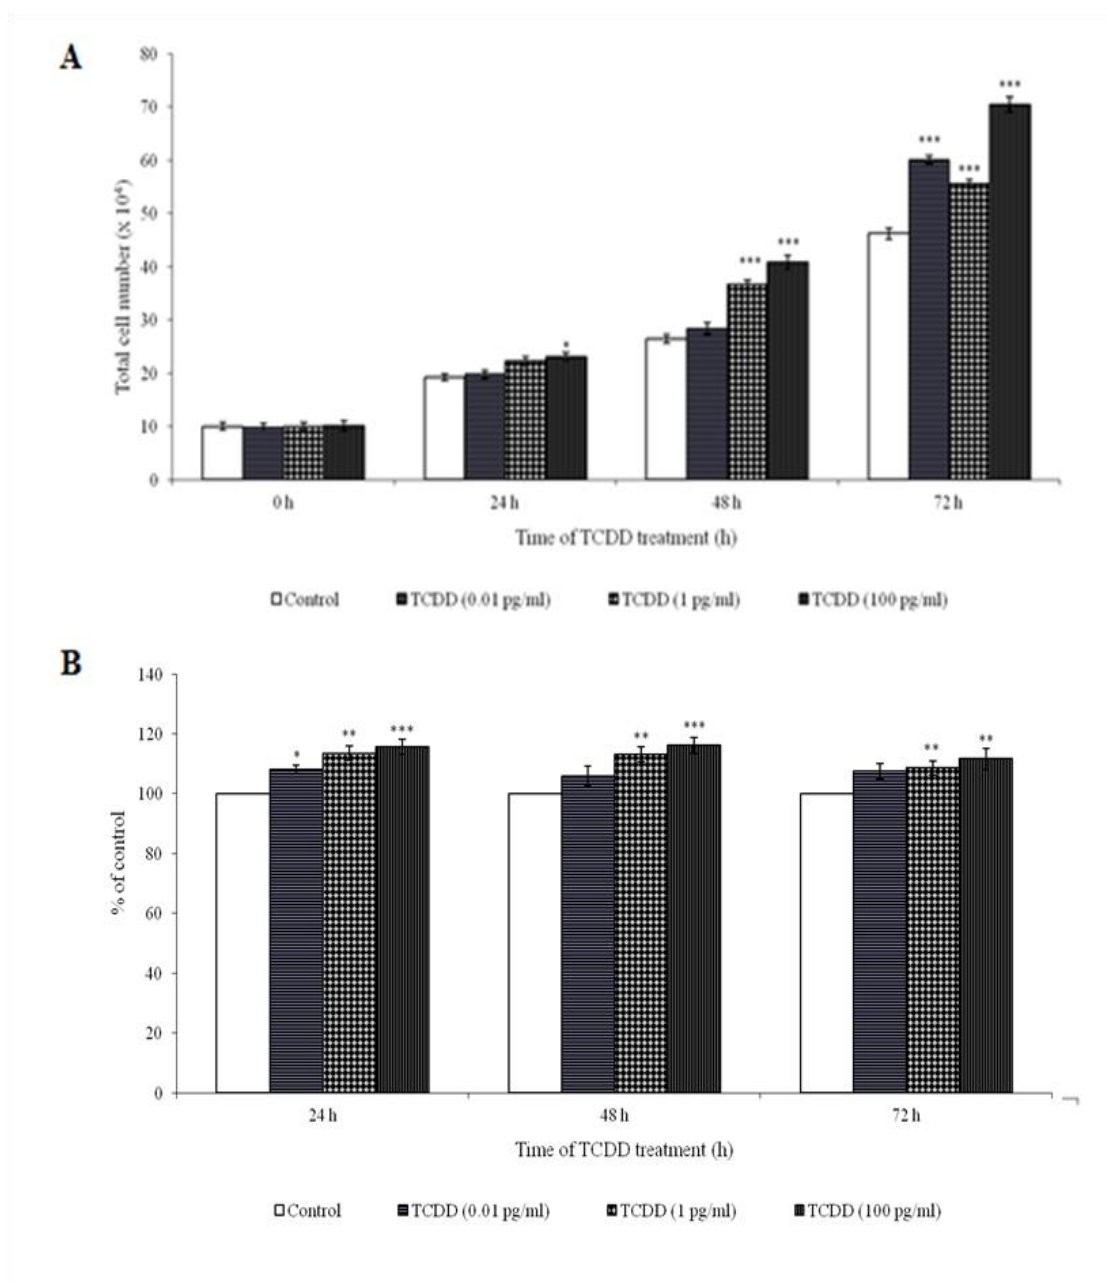 A
80
70
60
50
40
30
20
10
0
Total cell number (x 10⁴)
*
*** ***
*** *** ***
0 h 24 h 48 h 72 h
Time of TCDD treatment (h)
Control TCDD (0.01 pg/ml) TCDD (1 pg/ml) TCDD (100 pg/ml)
B
140
120
100
80
60
40
20
0
% of control
* ** ***
** ***
** **
24 h 48 h 72 h
Time of TCDD treatment (h)
Control TCDD (0.01 pg/ml) TCDD (1 pg/ml) TCDD (100 pg/ml)